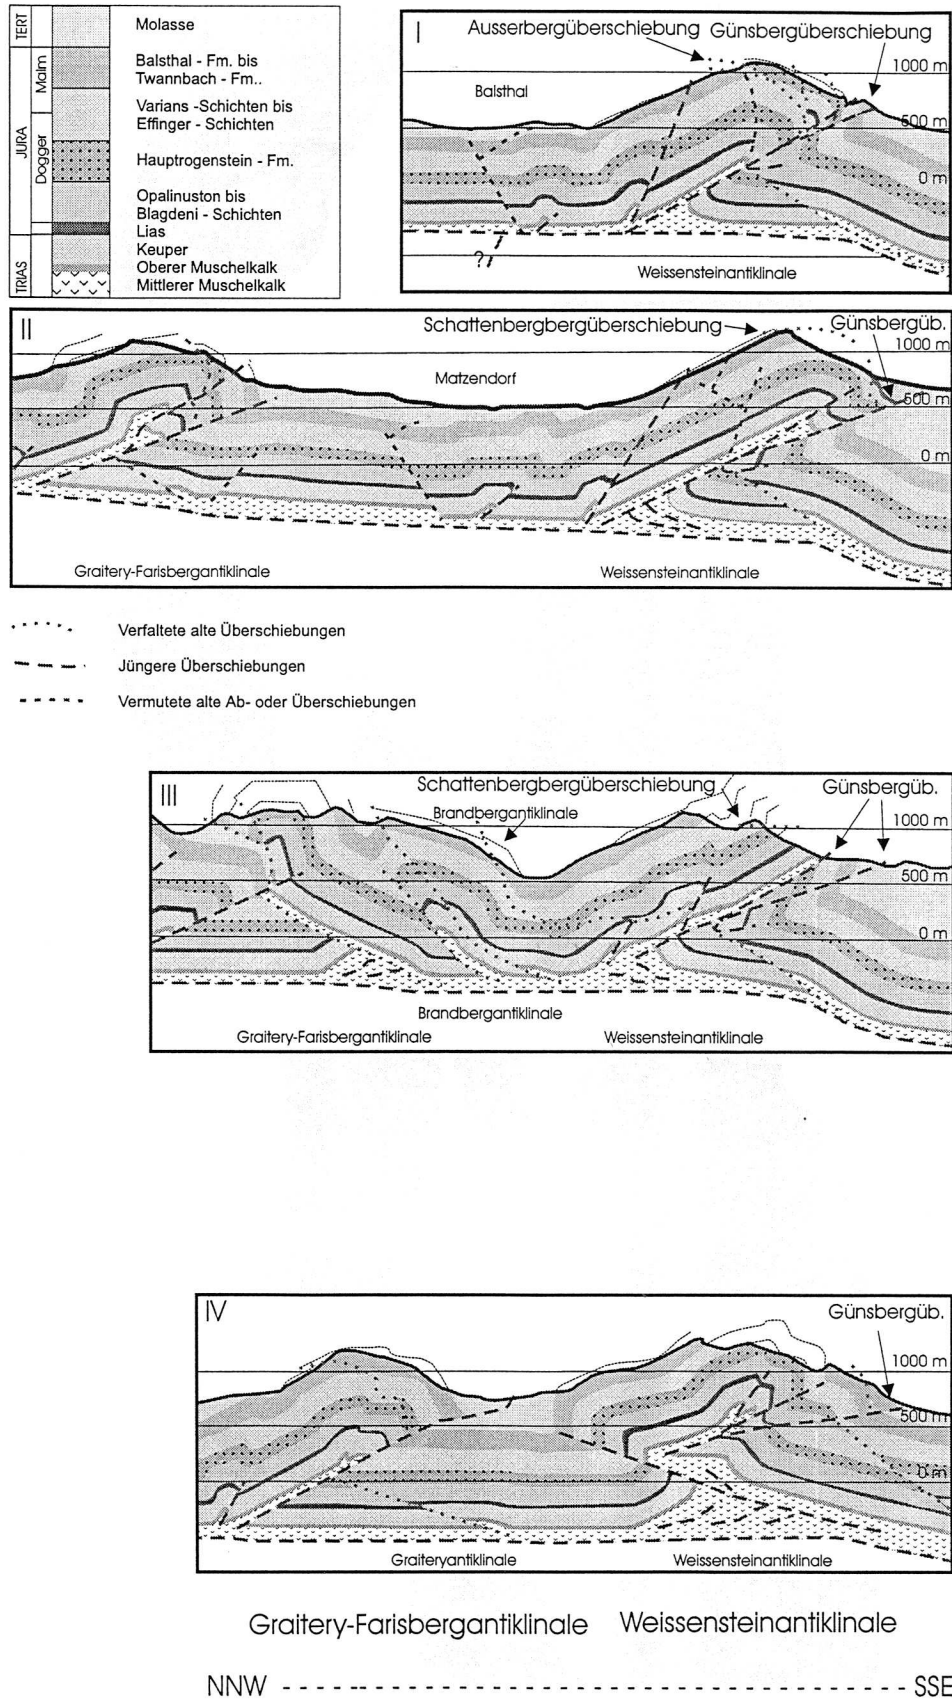 TERT
JURA
TRIAS
Malm
Dogger
Molasse
Balsthal - Fm. bis
Twannbach - Fm..
Varians -Schichten bis
Effinger - Schichten
Hauptrogenstein - Fm.
Opalinuston bis
Blagdeni - Schichten
Lias
Keuper
Oberer Muschelkalk
Mittlerer Muschelkalk
I
Ausserbergüberschiebung
Günsbergüberschiebung
Balsthal
1000 m
500 m
0 m
?
Weissensteinantiklinale
II
Schattenbergbergüberschiebung
Günsbergüb.
1000 m
Matzendorf
500 m
0 m
Graitery-Farisbergantiklinale
Weissensteinantiklinale
Verfaltete alte Überschiebungen
Jüngere Überschiebungen
Vermutete alte Ab- oder Überschiebungen
III
Schattenbergbergüberschiebung
Günsbergüb.
Brandbergantiklinale
1000 m
500 m
0 m
Brandbergantiklinale
Graitery-Farisbergantiklinale
Weissensteinantiklinale
IV
Günsbergüb.
1000 m
500 m
0 m
Graiteryantiklinale
Weissensteinantiklinale
Graitery-Farisbergantiklinale
Weissensteinantiklinale
NNW
SSE